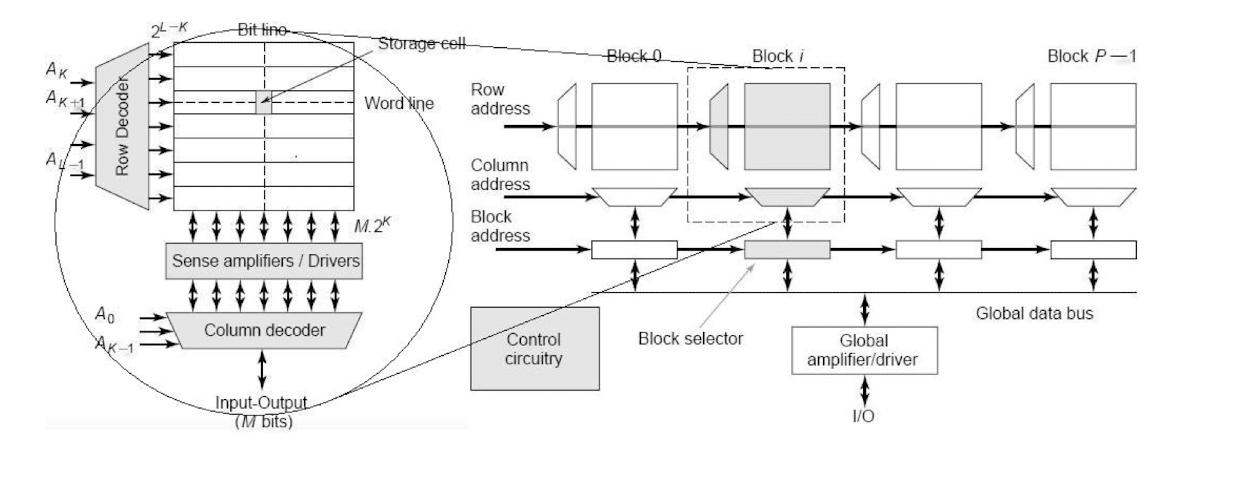 2^{L–K}
Bit line
Storage cell
A_K
A_{K+1}
A_{L–1}
Row Decoder
Word line
M.2^K
Sense amplifiers / Drivers
A_0
A_{K–1}
Column decoder
Input-Output
(M bits)
Block 0
Block i
Block P — 1
Row
address
Column
address
Block
address
Control
circuitry
Block selector
Global data bus
Global
amplifier/driver
I/O